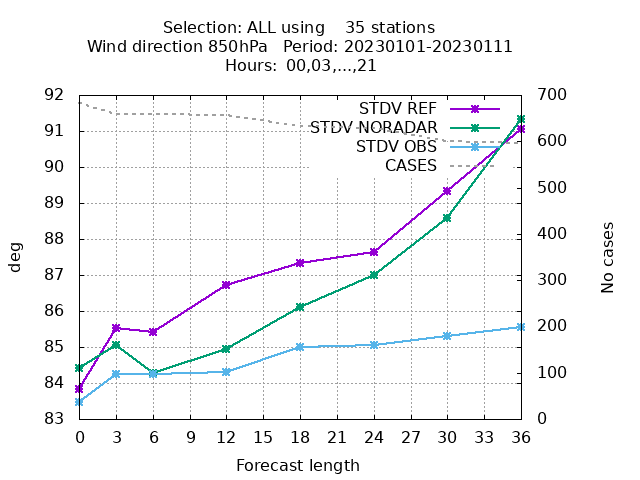 Selection: ALL using    35 stations
Wind direction 850hPa   Period: 20230101-20230111
Hours: 00,03,...,21
STDV REF
STDV NORADAR
STDV OBS
CASES
92
91
90
89
88
87
86
85
84
83
700
600
500
400
300
200
100
0
deg
No cases
0 3 6 9 12 15 18 21 24 27 30 33 36
Forecast length